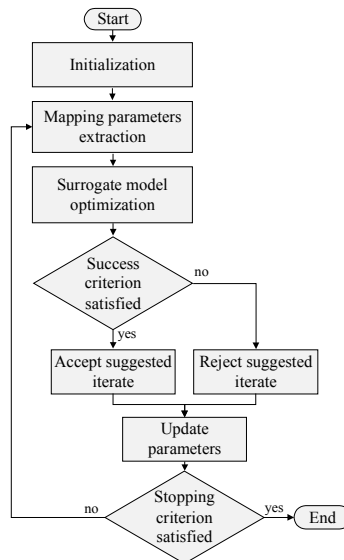 Start
Initialization
Mapping parameters
extraction
Surrogate model
optimization
Success
criterion
satisfied
no
yes
Accept suggested
iterate
Reject suggested
iterate
Update
parameters
no
Stopping
criterion
satisfied
yes
End